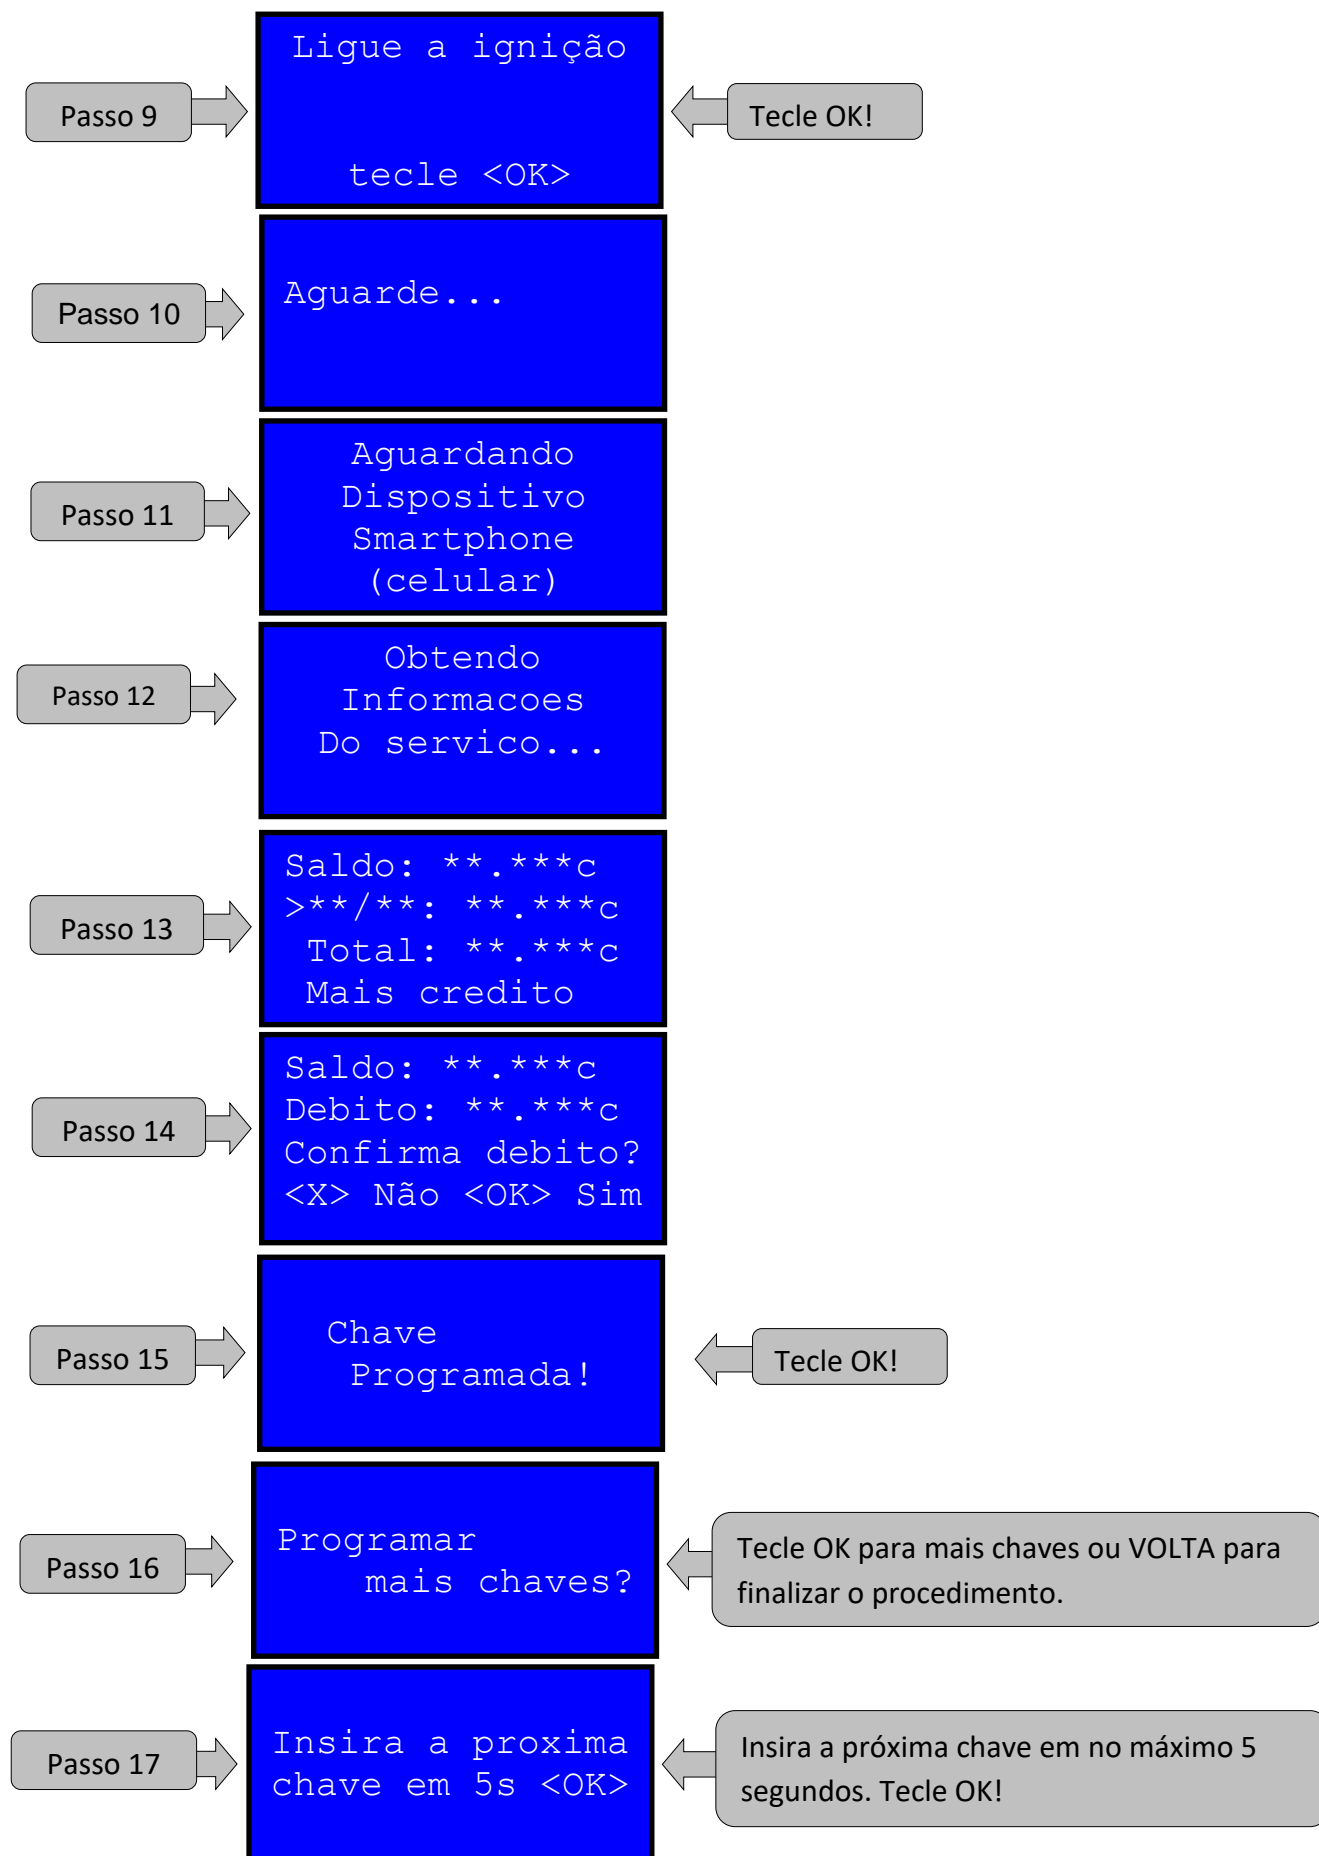 Ligue a ignição
Passo 9
Tecle OK!
tecle <OK>
Passo 10
Aguarde...
Passo 11
Aguardando
Dispositivo
Smartphone
(celular)
Passo 12
Obtendo
Informacoes
Do servico...
Passo 13
Saldo: **.***c
>**/**: **.***c
Total: **.***c
Mais credito
Passo 14
Saldo: **.***c
Debito: **.***c
Confirma debito?
<X> Não <OK> Sim
Passo 15
Chave
Programada!
Tecle OK!
Passo 16
Programar
mais chaves?
Tecle OK para mais chaves ou VOLTA para
finalizar o procedimento.
Passo 17
Insira a proxima
chave em 5s <OK>
Insira a próxima chave em no máximo 5
segundos. Tecle OK!